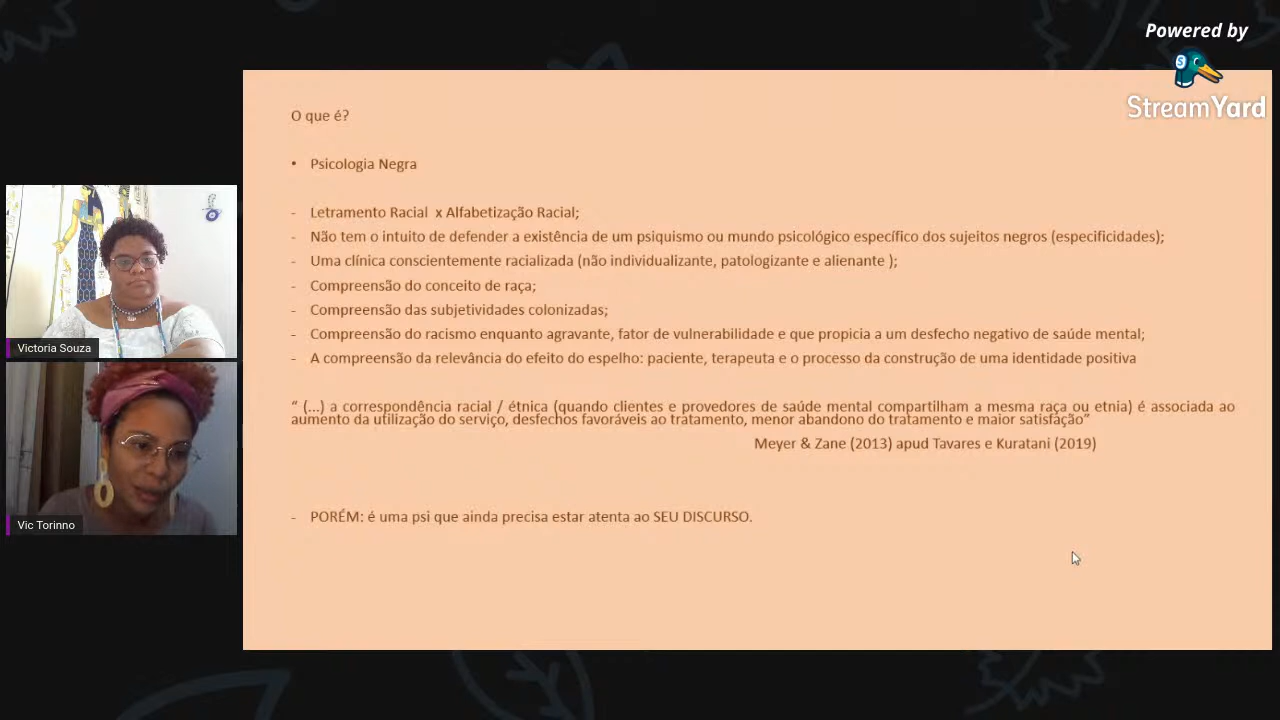 Powered by
StreamYard
O que é?
• Psicologia Negra
- Letramento Racial x Alfabetização Racial;
- Não tem o intuito de defender a existência de um psiquismo ou mundo psicológico específico dos sujeitos negros (especificidades);
- Uma clínica conscientemente racializada (não individualizante, patologizante e alienante );
- Compreensão do conceito de raça;
- Compreensão das subjetividades colonizadas;
- Compreensão do racismo enquanto agravante, fator de vulnerabilidade e que propicia a um desfecho negativo de saúde mental;
- A compreensão da relevância do efeito do espelho: paciente, terapeuta e o processo da construção de uma identidade positiva
“ (...) a correspondência racial / étnica (quando clientes e provedores de saúde mental compartilham a mesma raça ou etnia) é associada ao
aumento da utilização do serviço, desfechos favoráveis ao tratamento, menor abandono do tratamento e maior satisfação”
Meyer & Zane (2013) apud Tavares e Kuratani (2019)
- PORÉM: é uma psi que ainda precisa estar atenta ao SEU DISCURSO.
Victoria Souza
Vic Torinno